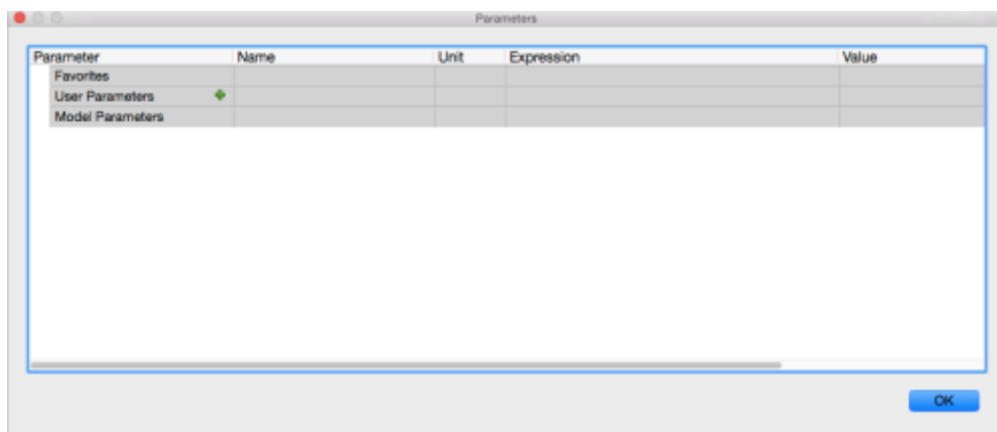 Parameters
Parameter Name Unit Expression Value
Favorites
User Parameters
Model Parameters
OK